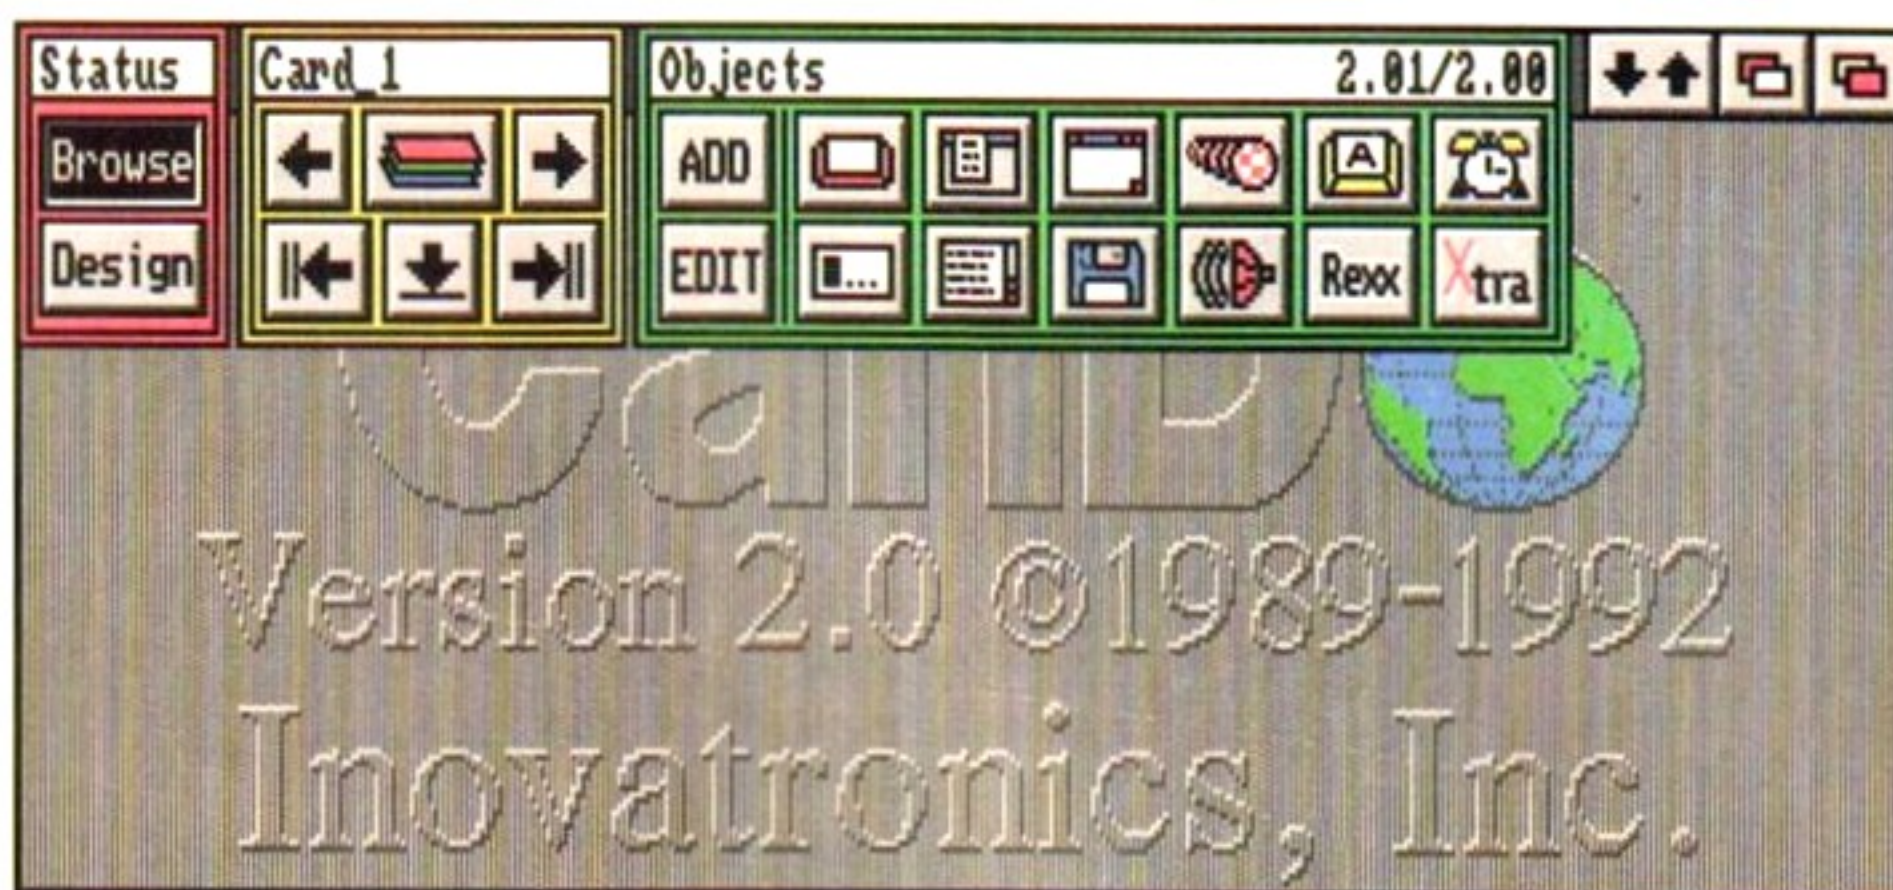 Status
Card_1
Objects 2.01/2.00
Browse
ADD
A
Design
EDIT
Rexx
Xtra
CanD
Version 2.0 ©1989-1992
Inovatronics, Inc.